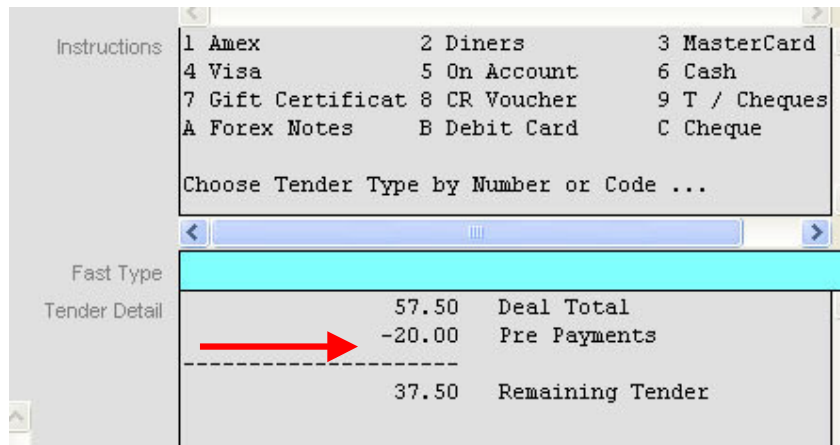 Instructions
1 Amex 2 Diners 3 MasterCard
4 Visa 5 On Account 6 Cash
7 Gift Certificat 8 CR Voucher 9 T / Cheques
A Forex Notes B Debit Card C Cheque
Choose Tender Type by Number or Code ...
Fast Type
Tender Detail
57.50 Deal Total
-20.00 Pre Payments
---------------------
37.50 Remaining Tender